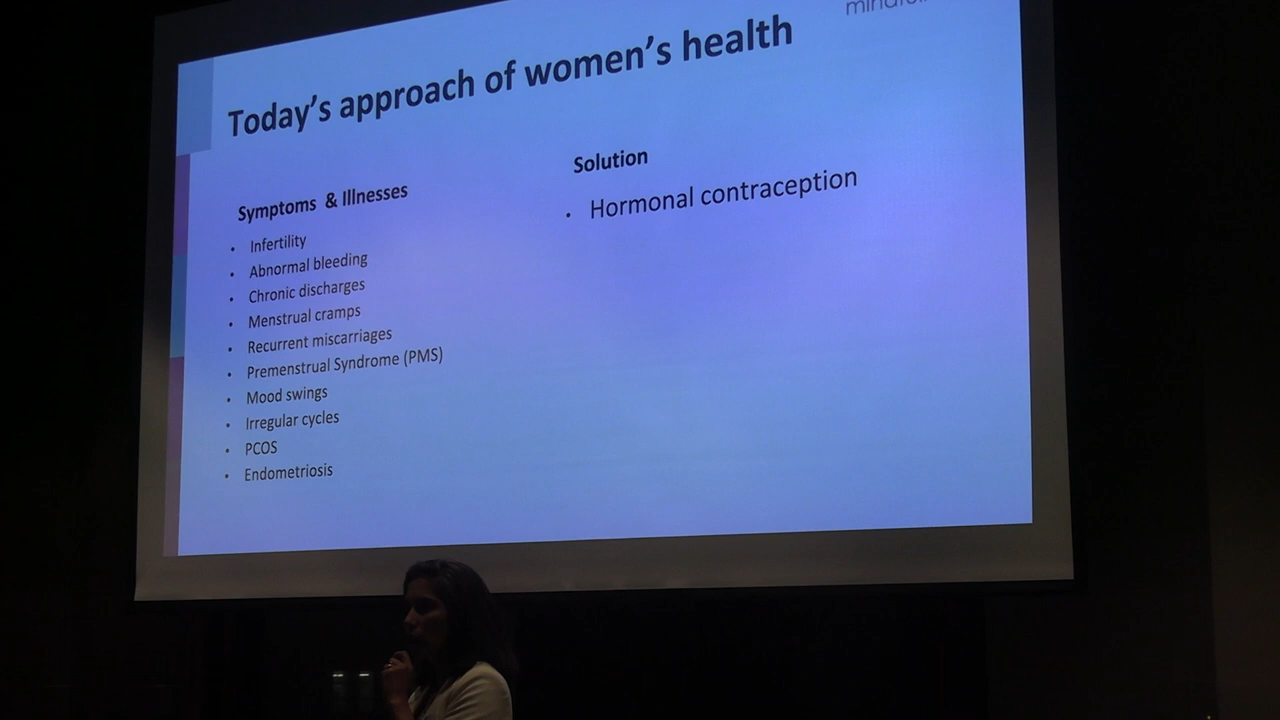 Today's approach of women's health
Symptoms & Illnesses
• Infertility
• Abnormal bleeding
• Chronic discharges
• Menstrual cramps
• Recurrent miscarriages
• Premenstrual Syndrome (PMS)
• Mood swings
• Irregular cycles
• PCOS
• Endometriosis
Solution
• Hormonal contraception